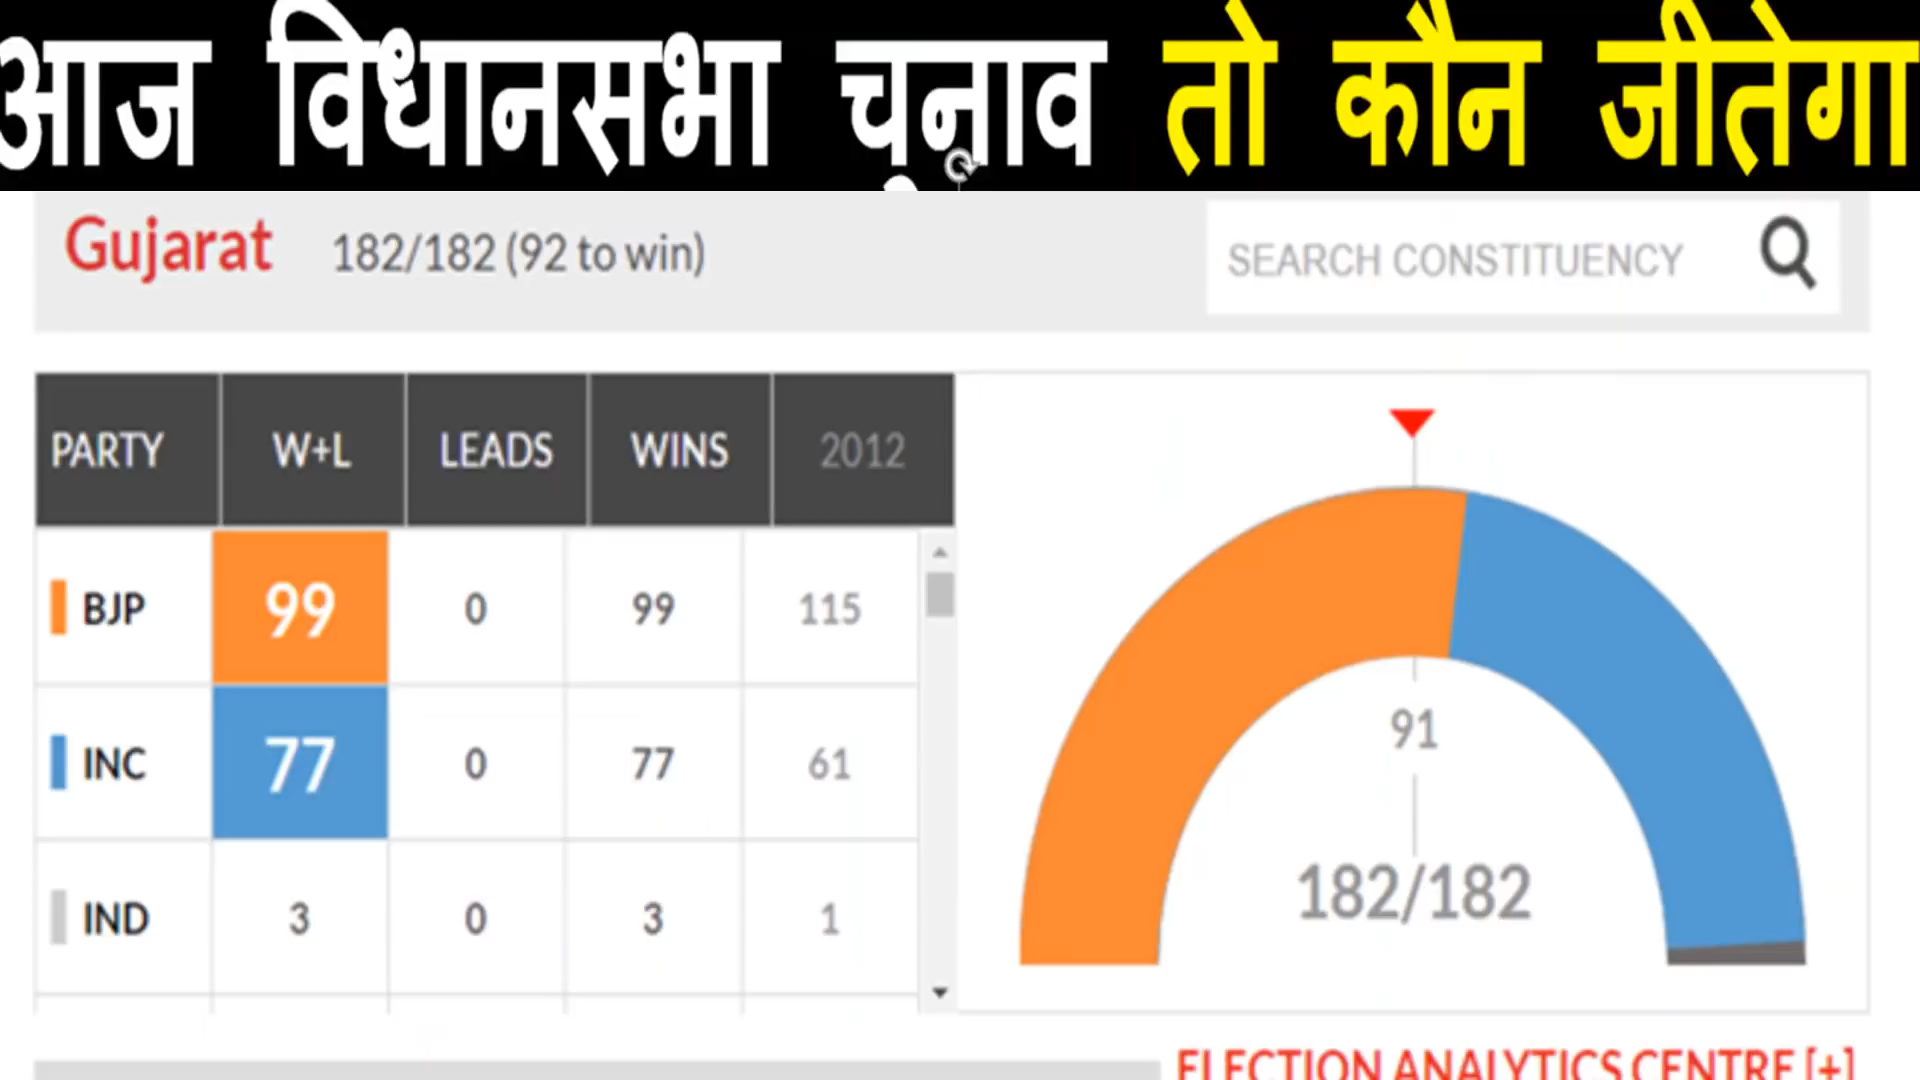 आज विधानसभा चुनाव तो कौन जीतेगा
Gujarat 182/182 (92 to win) SEARCH CONSTITUENCY
PARTY W+L LEADS WINS 2012
BJP 99 0 99 115
INC 77 0 77 61
IND 3 0 3 1
91
182/182
ELECTION ANALYTICS CENTRE [+]